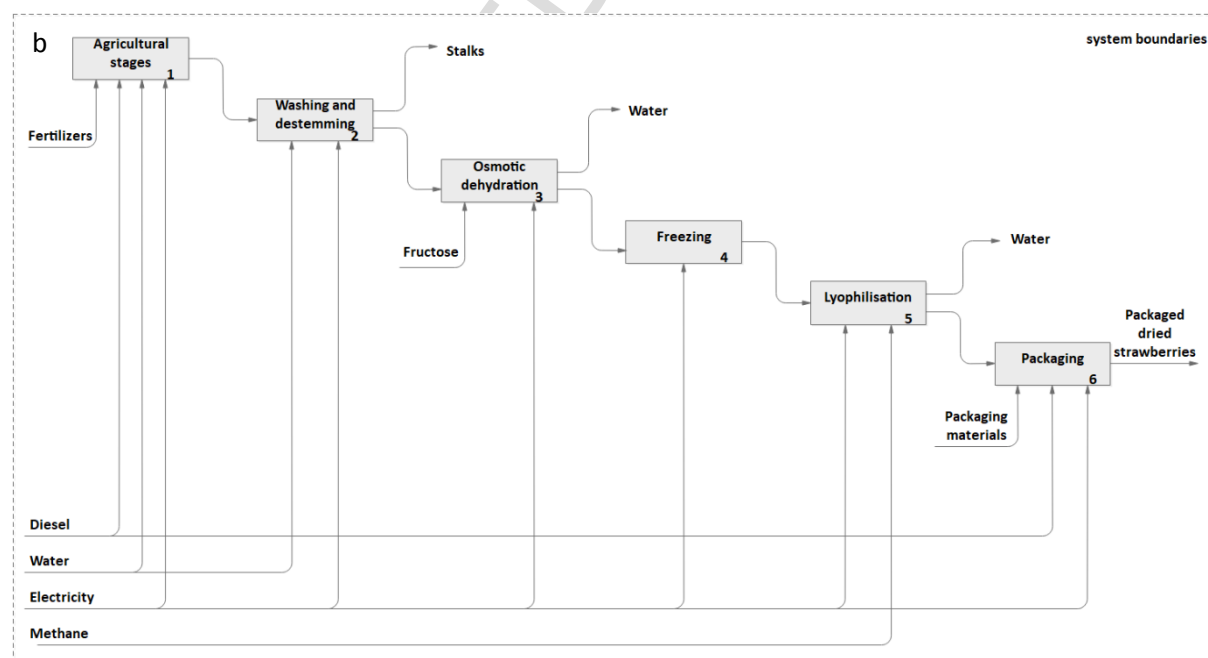 b
system boundaries
Agricultural
stages
1
Stalks
Washing and
destemming
2
Fertilizers
Water
Osmotic
dehydration
3
Fructose
Freezing
4
Water
Lyophilisation
5
Packaged
dried
strawberries
Packaging
6
Packaging
materials
Diesel
Water
Electricity
Methane